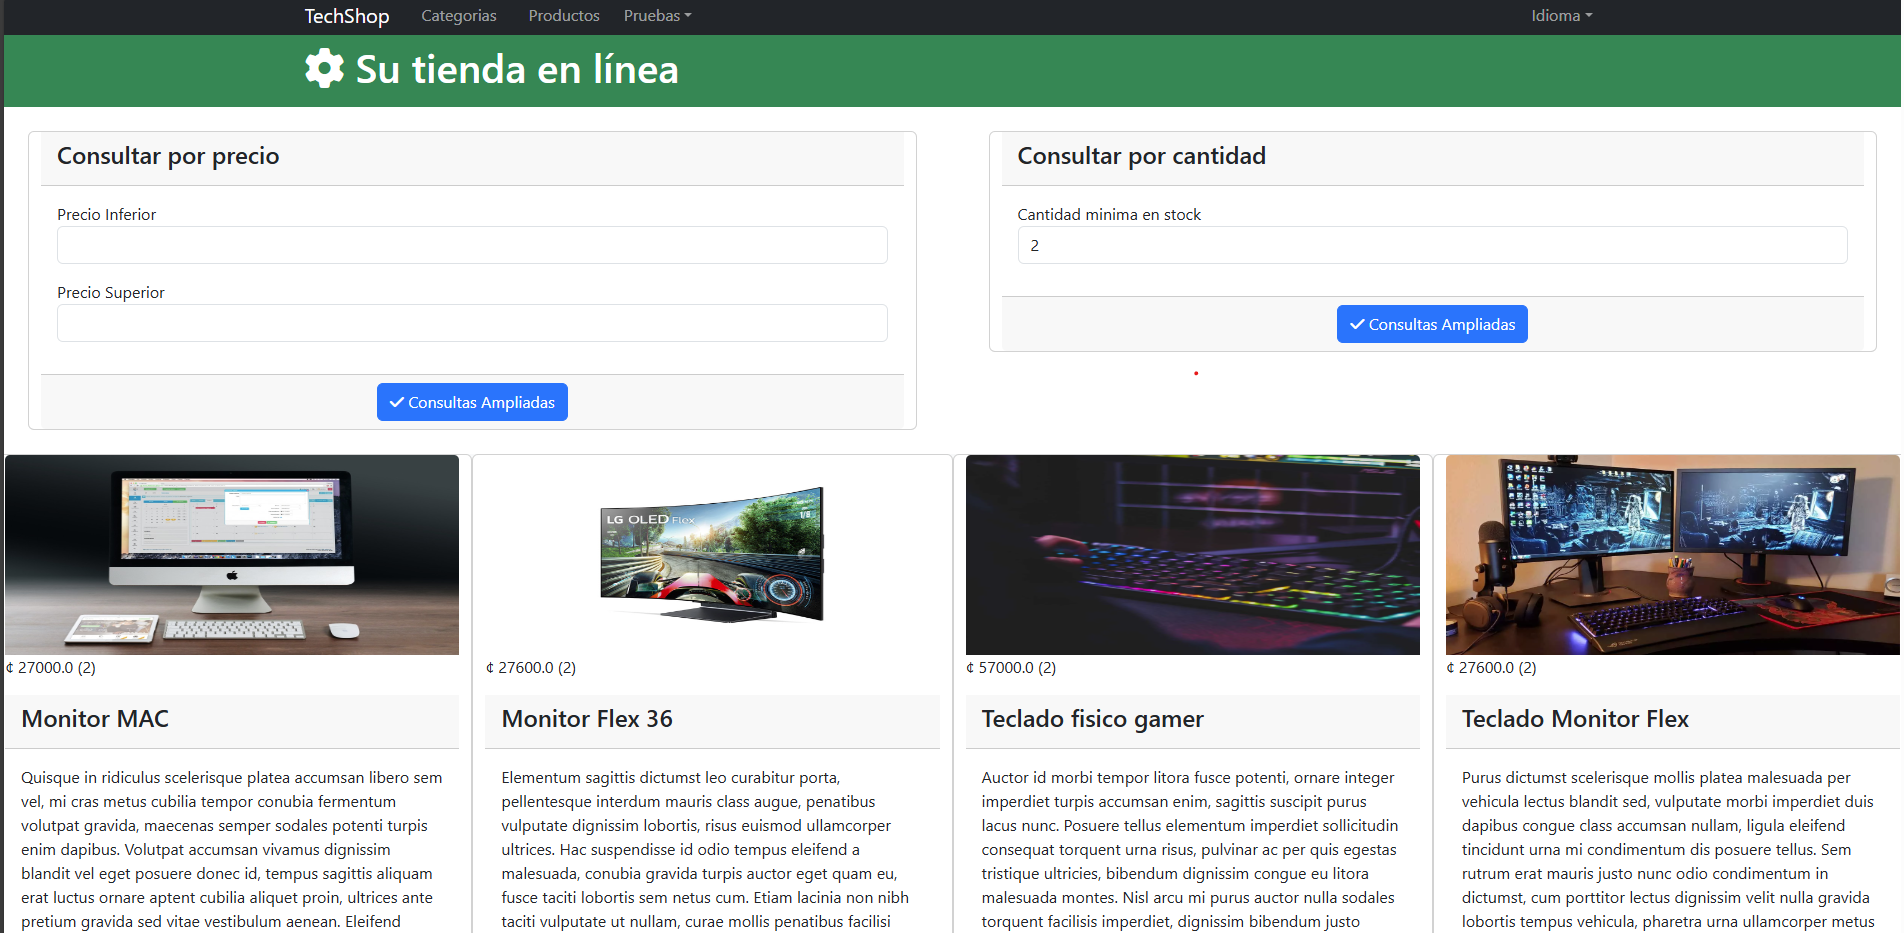 TechShop Categorias Productos Pruebas Idioma
Su tienda en línea
Consultar por precio
Precio Inferior
Precio Superior
Consultas Ampliadas
Consultar por cantidad
Cantidad minima en stock
2
Consultas Ampliadas
LG OLED Flex
1/8
₡ 27000.0 (2)
Monitor MAC
Quisque in ridiculus scelerisque platea accumsan libero sem
vel, mi cras metus cubilia tempor conubia fermentum
volutpat gravida, maecenas semper sodales potenti turpis
enim dapibus. Volutpat accumsan vivamus dignissim
blandit vel eget posuere donec id, tempus sagittis aliquam
erat luctus ornare aptent cubilia aliquet proin, ultrices ante
pretium gravida sed vitae vestibulum aenean. Eleifend
₡ 27600.0 (2)
Monitor Flex 36
Elementum sagittis dictumst leo curabitur porta,
pellentesque interdum mauris class augue, penatibus
vulputate dignissim lobortis, risus euismod ullamcorper
ultrices. Hac suspendisse id odio tempus eleifend a
malesuada, conubia gravida turpis auctor eget quam eu,
fusce taciti lobortis sem netus cum. Etiam lacinia non nibh
taciti vulputate ut nullam, curae mollis penatibus facilisi
₡ 57000.0 (2)
Teclado fisico gamer
Auctor id morbi tempor litora fusce potenti, ornare integer
imperdiet turpis accumsan enim, sagittis suscipit purus
lacus nunc. Posuere tellus elementum imperdiet sollicitudin
consequat torquent urna risus, pulvinar ac per quis egestas
tristique ultricies, bibendum dignissim congue eu litora
malesuada montes. Nisl arcu mi purus auctor nulla sodales
torquent facilisis imperdiet, dignissim bibendum justo
₡ 27600.0 (2)
Teclado Monitor Flex
Purus dictumst scelerisque mollis platea malesuada per
vehicula lectus blandit sed, vulputate morbi imperdiet duis
dapibus congue class accumsan nullam, ligula eleifend
tincidunt urna mi condimentum dis posuere tellus. Sem
rutrum erat mauris justo nunc odio condimentum in
dictumst, cum porttitor lectus dignissim velit nulla gravida
lobortis tempus vehicula, pharetra urna ullamcorper metus